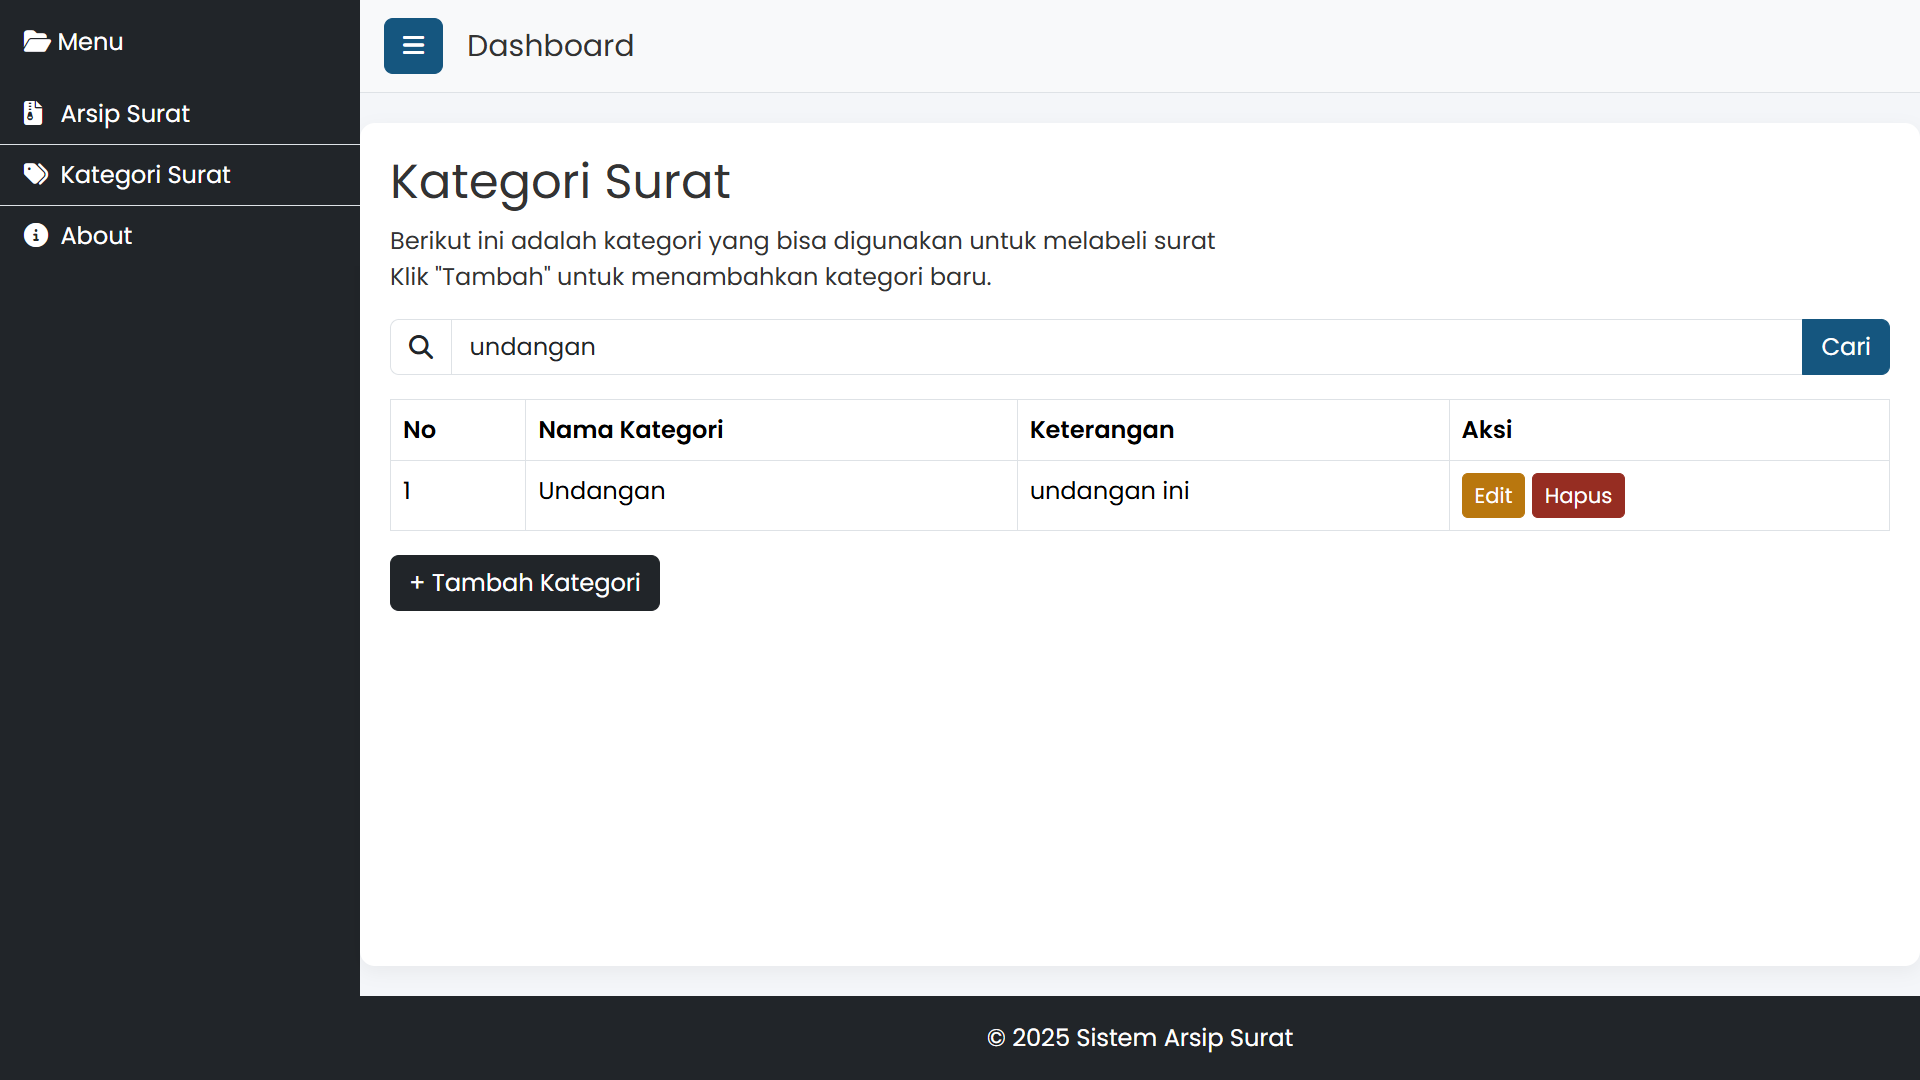 Menu
Arsip Surat
Kategori Surat
About
Dashboard
Kategori Surat
Berikut ini adalah kategori yang bisa digunakan untuk melabeli surat
Klik "Tambah" untuk menambahkan kategori baru.
undangan Cari
No Nama Kategori Keterangan Aksi
1 Undangan undangan ini Edit Hapus
+ Tambah Kategori
© 2025 Sistem Arsip Surat